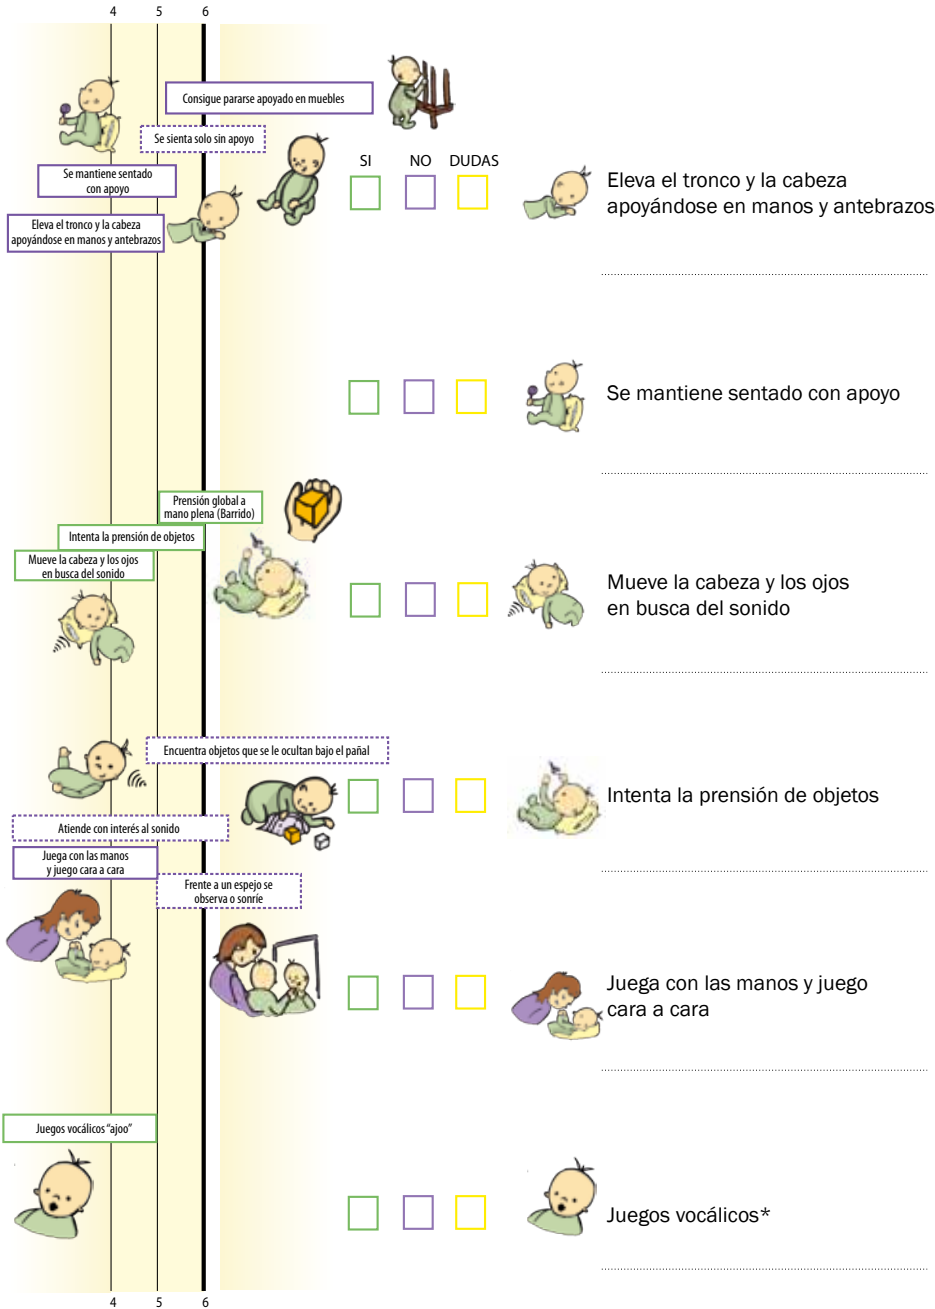 4 5 6
Consigue pararse apoyado en muebles
Se sienta solo sin apoyo
Se mantiene sentado
con apoyo
Eleva el tronco y la cabeza
apoyándose en manos y antebrazos
SI NO DUDAS
Eleva el tronco y la cabeza
apoyándose en manos y antebrazos
Se mantiene sentado con apoyo
Prensión global a
mano plena (Barrido)
Intenta la prensión de objetos
Mueve la cabeza y los ojos
en busca del sonido
Mueve la cabeza y los ojos
en busca del sonido
Encuentra objetos que se le ocultan bajo el pañal
Intenta la prensión de objetos
Atiende con interés al sonido
Juega con las manos
y juego cara a cara
Frente a un espejo se
observa o sonríe
Juega con las manos y juego
cara a cara
Juegos vocálicos "ajoo"
Juegos vocálicos*
4 5 6